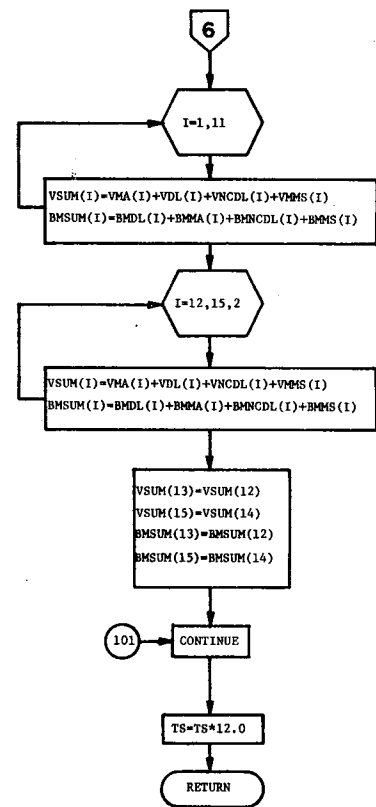 6
I=1,11
VSUM(I)=VMA(I)+VDL(I)+VNCDL(I)+VMMS(I)
BMSUM(I)=BMDL(I)+BMMA(I)+BMNCDL(I)+BMMS(I)
I=12,15,2
VSUM(I)=VMA(I)+VDL(I)+VNCDL(I)+VMMS(I)
BMSUM(I)=BMDL(I)+BMMA(I)+BMNCDL(I)+BMMS(I)
VSUM(13)=VSUM(12)
VSUM(15)=VSUM(14)
BMSUM(13)=BMSUM(12)
BMSUM(15)=BMSUM(14)
101
CONTINUE
TS=TS*12.0
RETURN